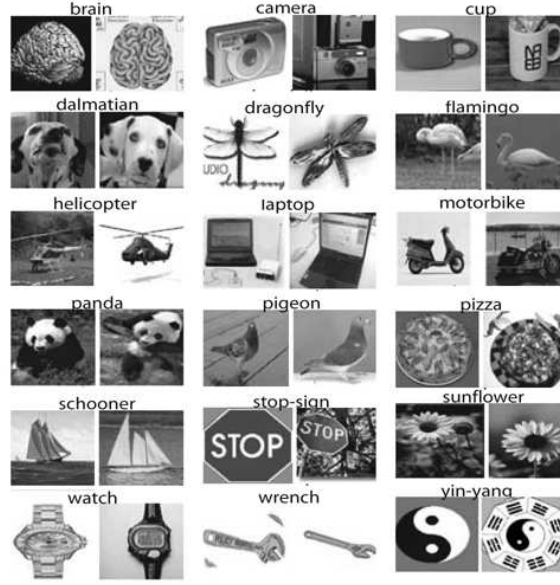 brain camera cup
dalmatian dragonfly flamingo
UDIO
helicopter laptop motorbike
panda pigeon pizza
schooner stop-sign sunflower
STOP STOP
watch wrench yin-yang